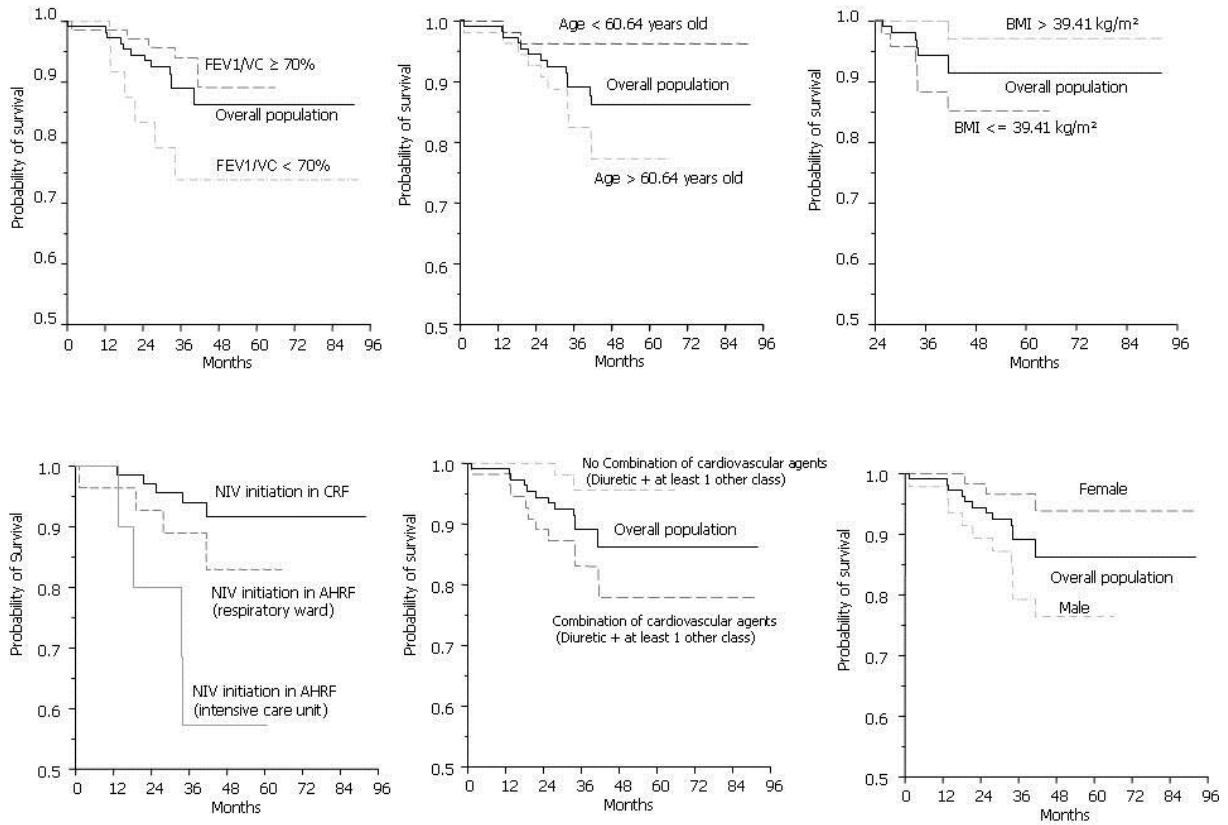 Probability of survival
1.0
0.9
0.8
0.7
0.6
0.5
FEV1/VC ≥ 70%
Overall population
FEV1/VC < 70%
0 12 24 36 48 60 72 84 96
Months
Probability of survival
1.0
0.9
0.8
0.7
0.6
0.5
Age < 60.64 years old
Overall population
Age > 60.64 years old
0 12 24 36 48 60 72 84 96
Months
Probability of survival
1.0
0.9
0.8
0.7
0.6
0.5
BMI > 39.41 kg/m²
Overall population
BMI <= 39.41 kg/m²
24 36 48 60 72 84 96
Months
Probability of Survival
1.0
0.9
0.8
0.7
0.6
0.5
NIV initiation in CRF
NIV initiation in AHRF
(respiratory ward)
NIV initiation in AHRF
(intensive care unit)
0 12 24 36 48 60 72 84 96
Months
Probability of survival
1.0
0.9
0.8
0.7
0.6
0.5
No Combination of cardiovascular agents
(Diuretic + at least 1 other class)
Overall population
Combination of cardiovascular agents
(Diuretic + at least 1 other class)
0 12 24 36 48 60 72 84 96
Months
Probability of survival
1.0
0.9
0.8
0.7
0.6
0.5
Female
Overall population
Male
0 12 24 36 48 60 72 84 96
Months